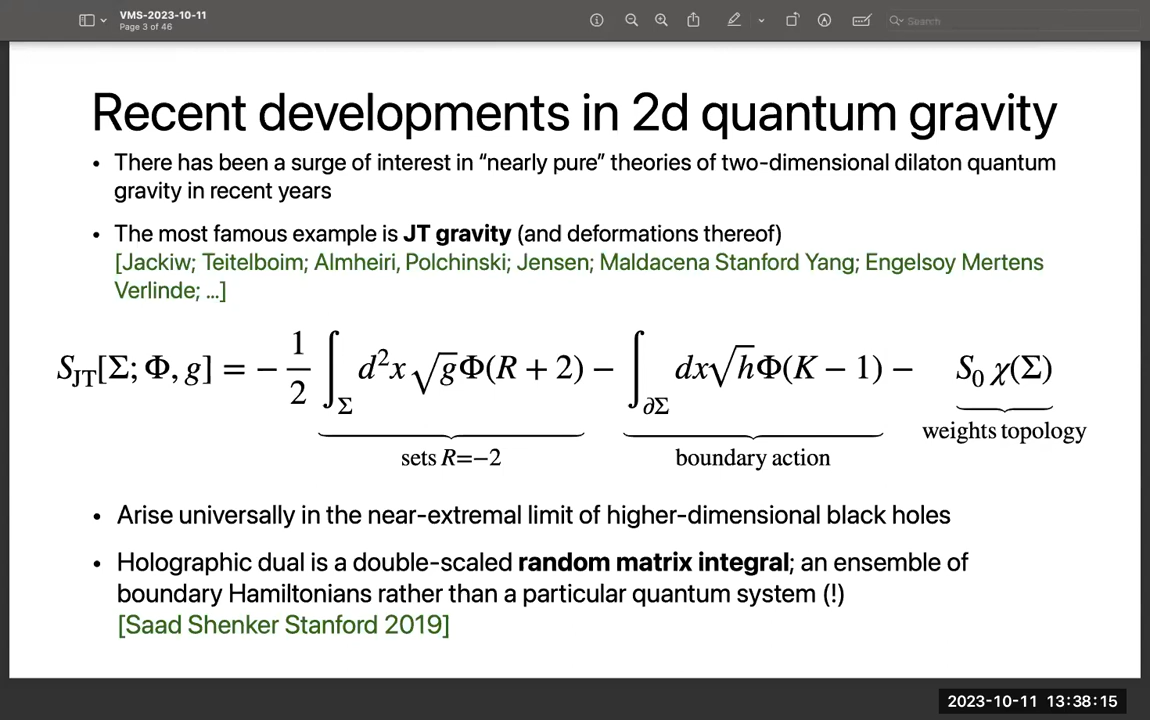 VMS-2023-10-11
Page 3 of 46
Search
Recent developments in 2d quantum gravity
• There has been a surge of interest in “nearly pure” theories of two-dimensional dilaton quantum
gravity in recent years
• The most famous example is JT gravity (and deformations thereof)
[Jackiw; Teitelboim; Almheiri, Polchinski; Jensen; Maldacena Stanford Yang; Engelsoy Mertens
Verlinde; ...]
S_JT[Σ; Φ, g] = − 1/2 ∫_Σ d²x √g Φ(R + 2) − ∫_∂Σ dx√h Φ(K − 1) − S₀ χ(Σ)
sets R=−2 boundary action weights topology
• Arise universally in the near-extremal limit of higher-dimensional black holes
• Holographic dual is a double-scaled random matrix integral; an ensemble of
boundary Hamiltonians rather than a particular quantum system (!)
[Saad Shenker Stanford 2019]
2023-10-11 13:38:15